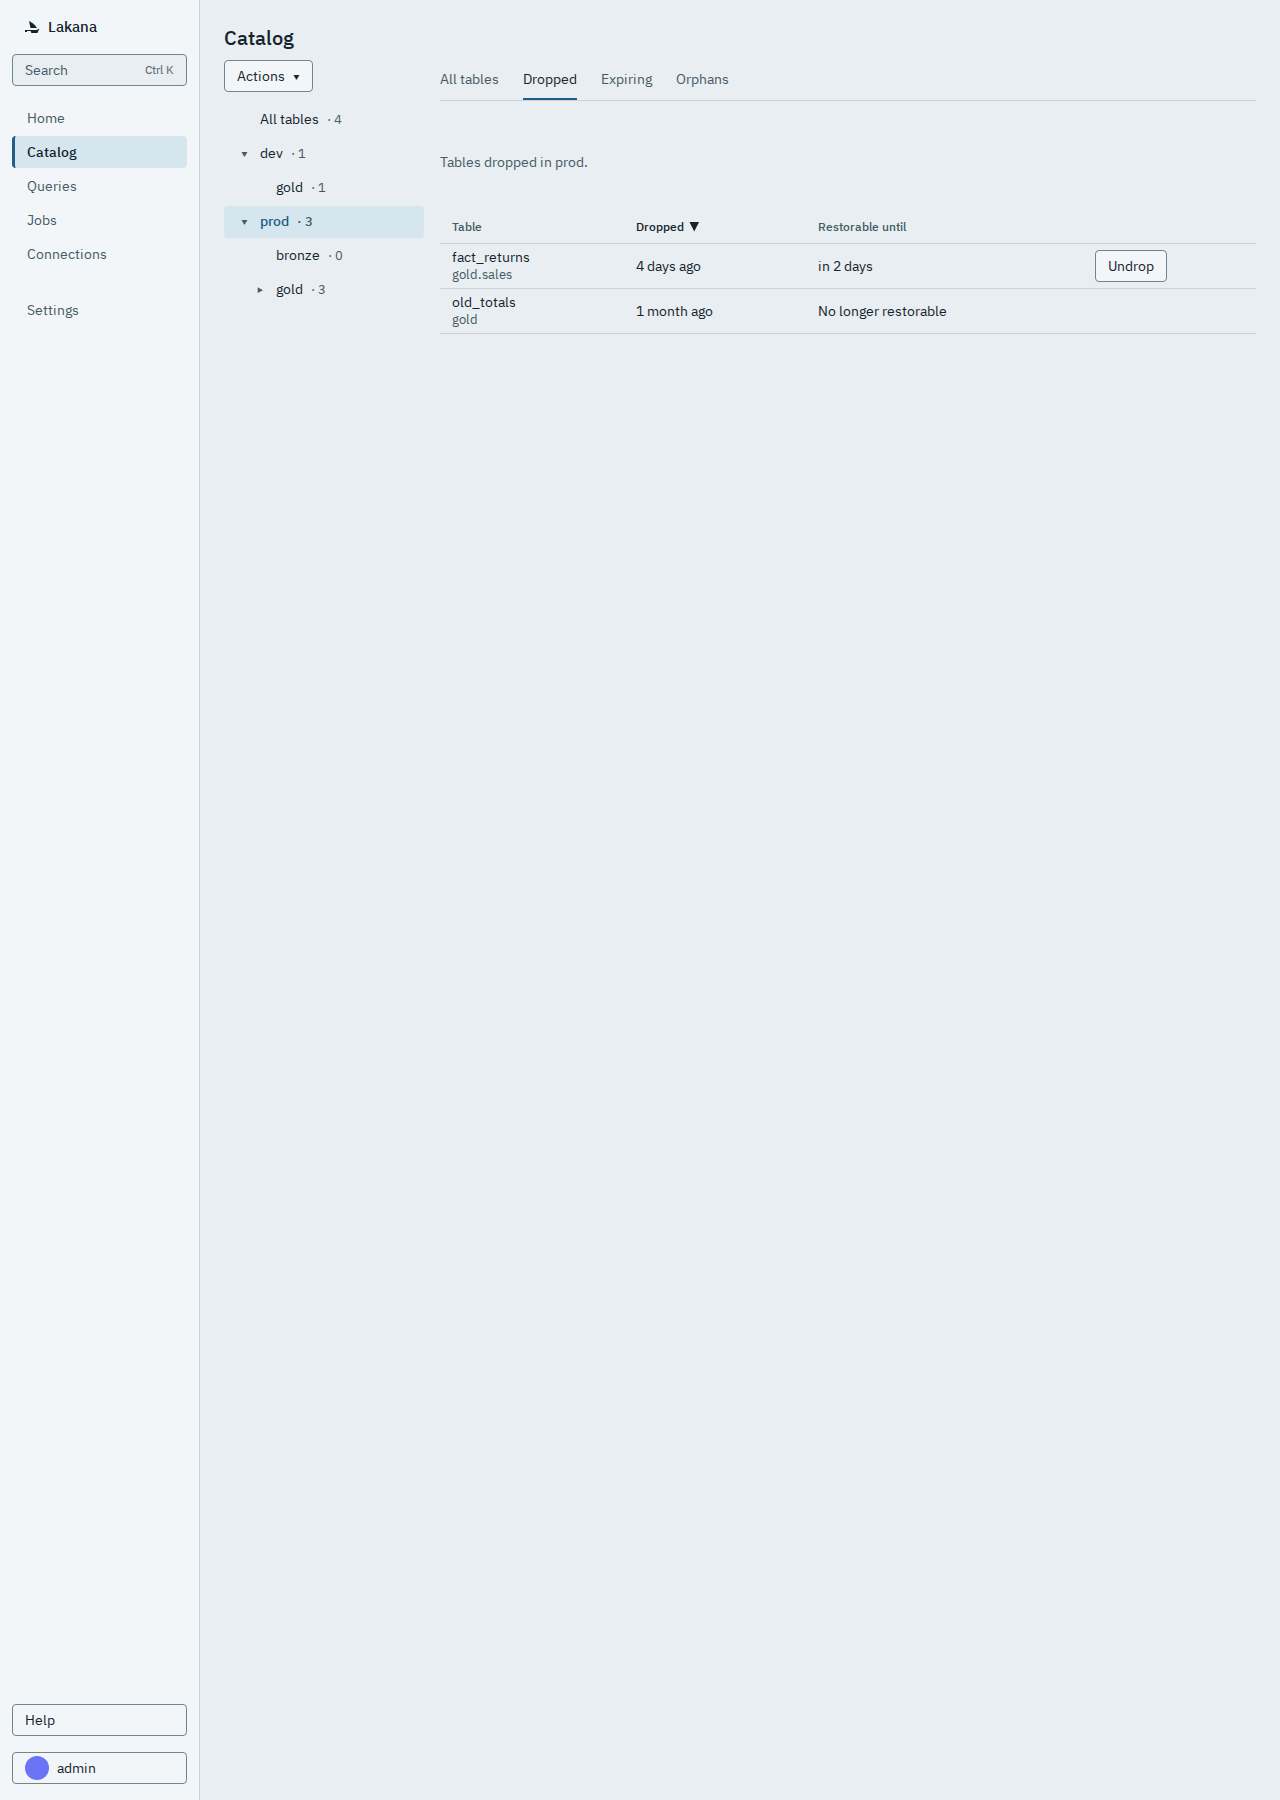 Lakana
Search Ctrl K
Home
Catalog
Queries
Jobs
Connections
Settings
Help
admin
Catalog
Actions ▾
All tables · 4
▾ dev · 1
gold · 1
▾ prod · 3
bronze · 0
▸ gold · 3
All tables Dropped Expiring Orphans
Tables dropped in prod.
Table Dropped ▼ Restorable until
fact_returns
gold.sales
4 days ago in 2 days Undrop
old_totals
gold
1 month ago No longer restorable